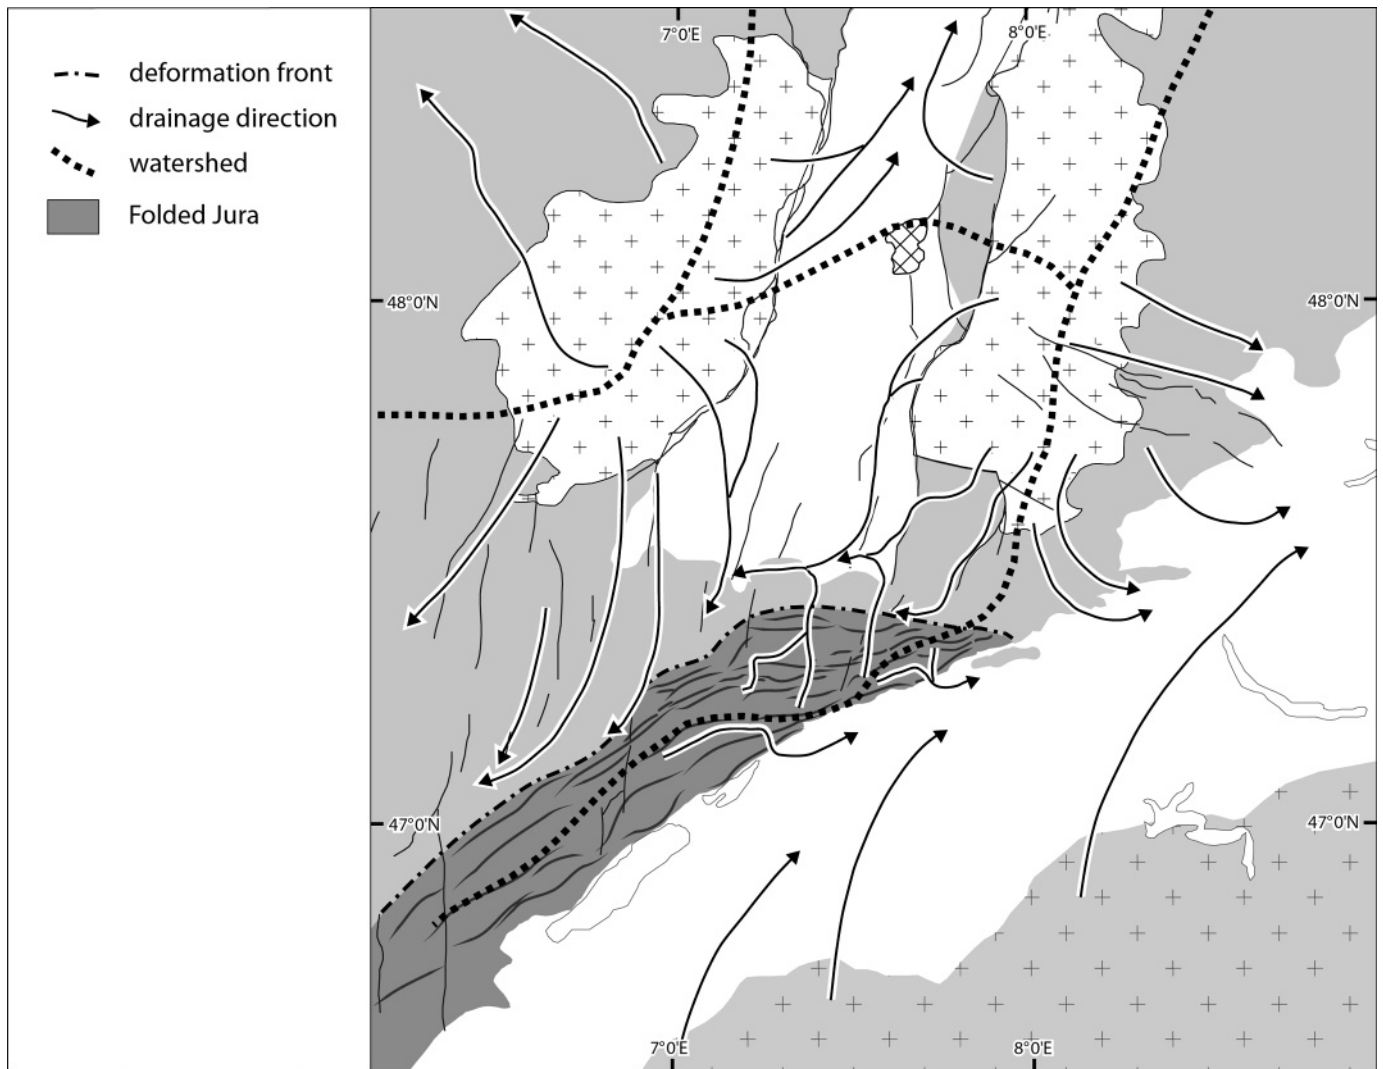 7°0'E
8°0'E
deformation front
drainage direction
watershed
Folded Jura
48°0'N
48°0'N
47°0'N
47°0'N
7°0'E
8°0'E